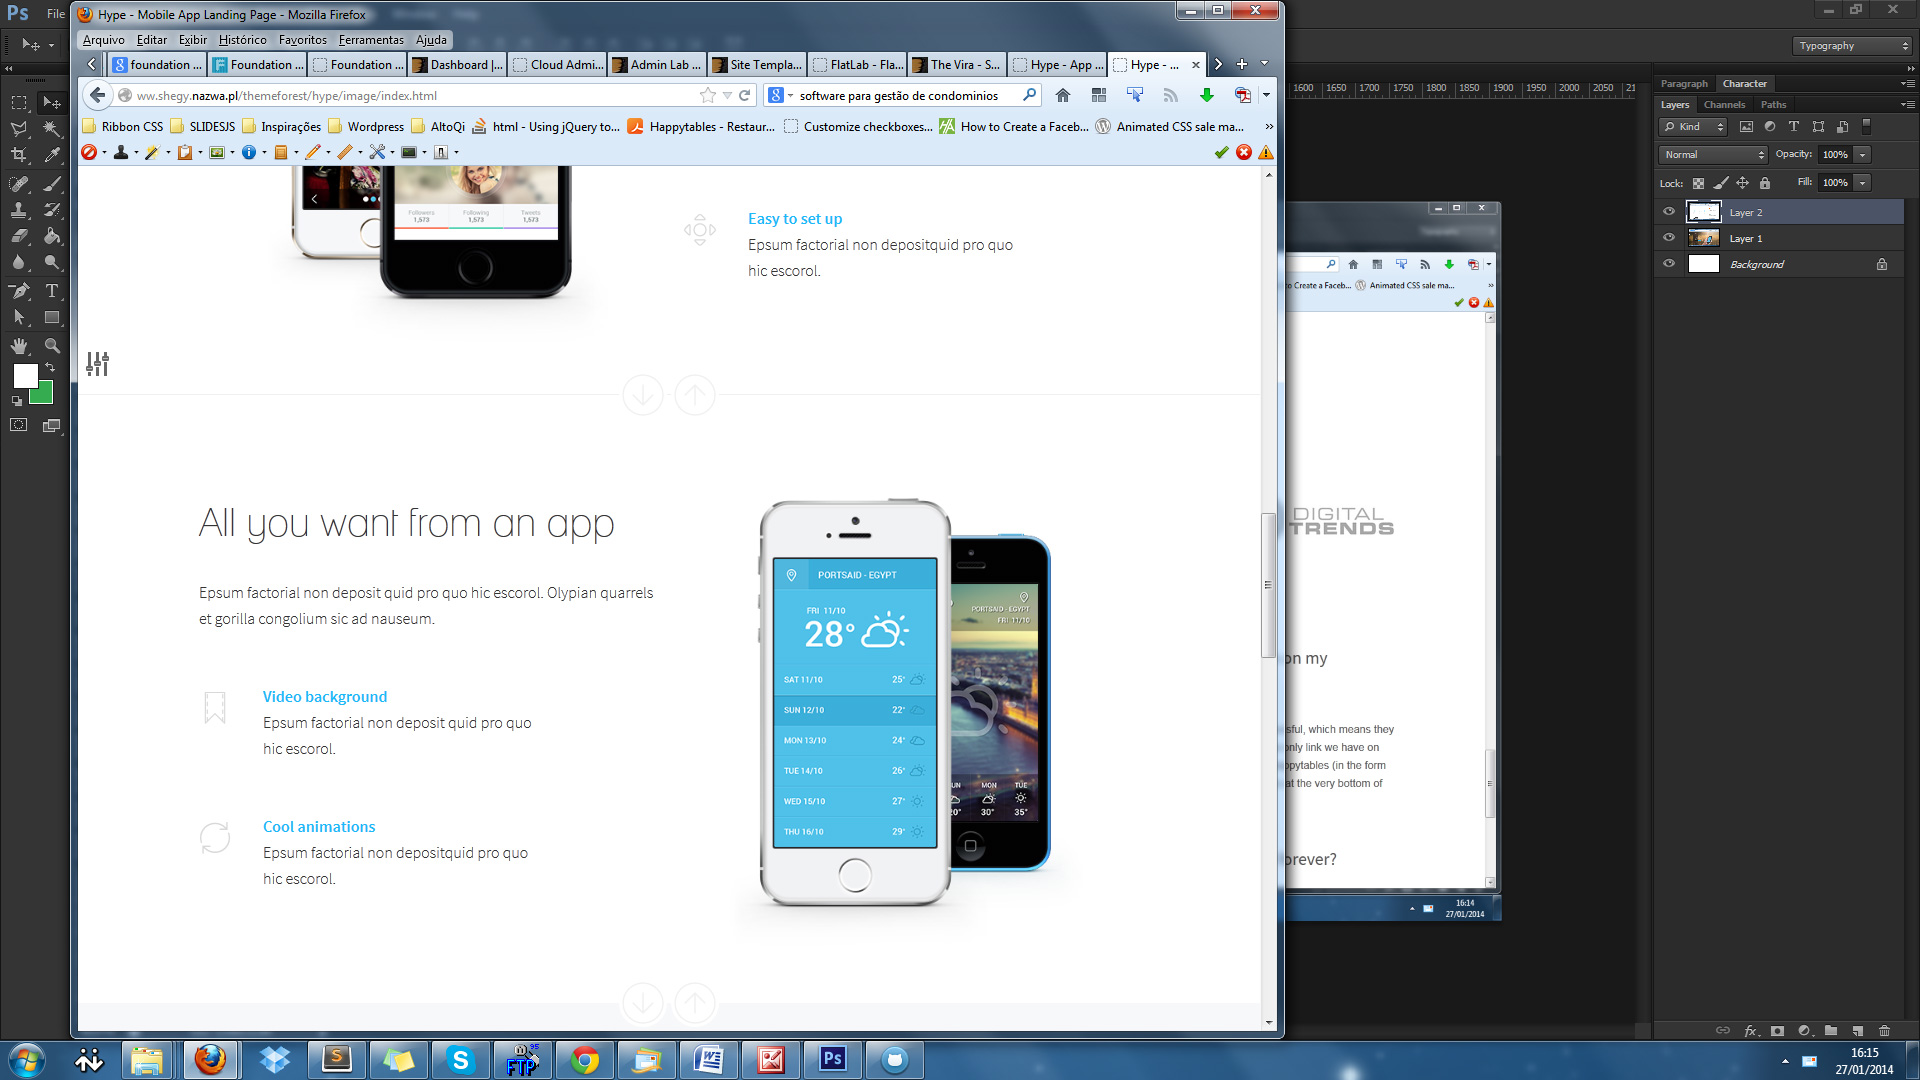 Ps File
Hype - Mobile App Landing Page - Mozilla Firefox
Arquivo Editar Exibir Histórico Favoritos Ferramentas Ajuda
foundation ... Foundation ... Foundation ... Dashboard |... Cloud Admi... Admin Lab ... Site Templa... FlatLab - Fla... The Vira - S... Hype - App ... Hype - ...
ww.shegy.nazwa.pl/themeforest/hype/image/index.html
software para gestão de condominios
Ribbon CSS SLIDESJS Inspirações Wordpress AltoQi html - Using jQuery to... Happytables - Restaur... Customize checkboxes... How to Create a Faceb... Animated CSS sale ma...
Followers Following Tweets
1,573 1,573 1,573
Easy to set up
Epsum factorial non depositquid pro quo
hic escorol.
All you want from an app
Epsum factorial non deposit quid pro quo hic escorol. Olypian quarrels
et gorilla congolium sic ad nauseum.
Video background
Epsum factorial non deposit quid pro quo
hic escorol.
Cool animations
Epsum factorial non depositquid pro quo
hic escorol.
PORTSAID - EGYPT
FRI 11/10
28°
SAT 11/10 25°
SUN 12/10 22°
MON 13/10 24°
TUE 14/10 26°
WED 15/10 27°
THU 16/10 29°
PORTSAID - EGYPT
FRI 11/10
UN MON TUE
20° 30° 35°
Typography
1600 1650 1700 1750 1800 1850 1900 1950 2000 2050 21
Paragraph Character
Layers Channels Paths
Kind
Normal Opacity: 100%
Lock: Fill: 100%
Layer 2
Layer 1
Background
to Create a Faceb... Animated CSS sale ma...
DIGITAL
TRENDS
on my
sful, which means they
only link we have on
ppytables (in the form
at the very bottom of
orever?
16:14
27/01/2014
95
FTP
Ps
16:15
27/01/2014